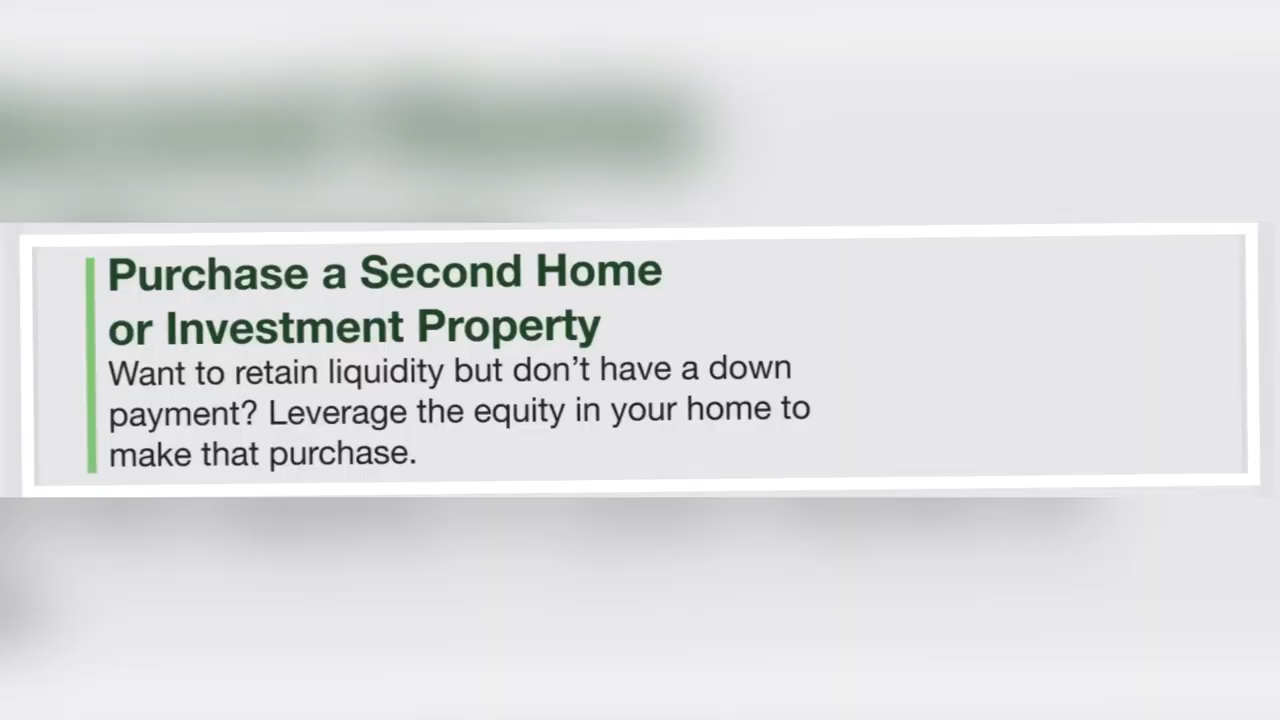 Purchase a Second Home
or Investment Property
Want to retain liquidity but don’t have a down
payment? Leverage the equity in your home to
make that purchase.